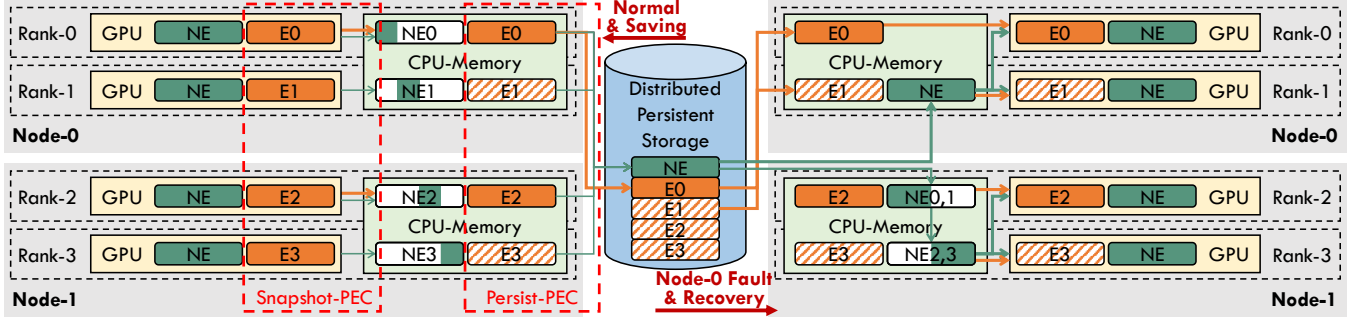 Rank-0 GPU NE E0 NE0 E0
CPU-Memory
Rank-1 GPU NE E1 NE1 E1
Node-0
Rank-2 GPU NE E2 NE2 E2
CPU-Memory
Rank-3 GPU NE E3 NE3 E3
Node-1
Snapshot-PEC
Persist-PEC
Normal
& Saving
Distributed
Persistent
Storage
NE
E0
E1
E2
E3
Node-0 Fault
& Recovery
E0 E0 NE GPU Rank-0
CPU-Memory
E1 NE E1 NE GPU Rank-1
Node-0
E2 NE0,1 E2 NE GPU Rank-2
CPU-Memory
E3 NE2,3 E3 NE GPU Rank-3
Node-1